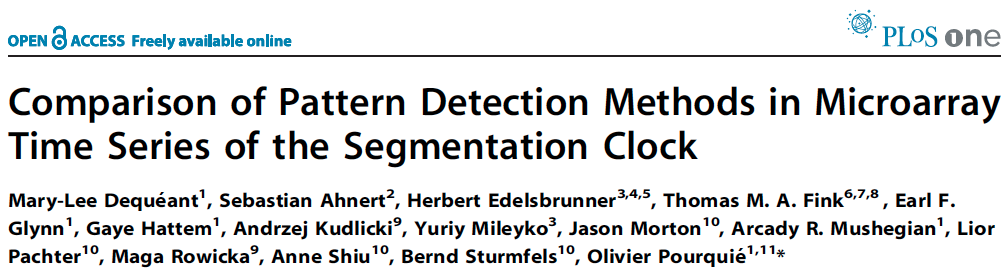 OPEN ACCESS Freely available online
PLoS one
Comparison of Pattern Detection Methods in Microarray
Time Series of the Segmentation Clock
Mary-Lee Dequéant1, Sebastian Ahnert2, Herbert Edelsbrunner3,4,5, Thomas M. A. Fink6,7,8 , Earl F.
Glynn1, Gaye Hattem1, Andrzej Kudlicki9, Yuriy Mileyko3, Jason Morton10, Arcady R. Mushegian1, Lior
Pachter10, Maga Rowicka9, Anne Shiu10, Bernd Sturmfels10, Olivier Pourquié1,11*